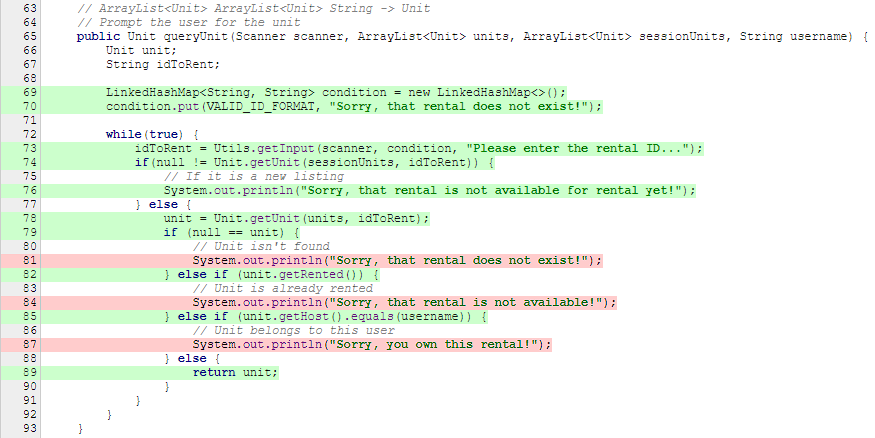 63 // ArrayList<Unit> ArrayList<Unit> String -> Unit
64 // Prompt the user for the unit
65 public Unit queryUnit(Scanner scanner, ArrayList<Unit> units, ArrayList<Unit> sessionUnits, String username) {
66 Unit unit;
67 String idToRent;
68
69 LinkedHashMap<String, String> condition = new LinkedHashMap<>();
70 condition.put(VALID_ID_FORMAT, "Sorry, that rental does not exist!");
71
72 while(true) {
73 idToRent = Utils.getInput(scanner, condition, "Please enter the rental ID...");
74 if(null != Unit.getUnit(sessionUnits, idToRent)) {
75 // If it is a new listing
76 System.out.println("Sorry, that rental is not available for rental yet!");
77 } else {
78 unit = Unit.getUnit(units, idToRent);
79 if (null == unit) {
80 // Unit isn't found
81 System.out.println("Sorry, that rental does not exist!");
82 } else if (unit.getRented()) {
83 // Unit is already rented
84 System.out.println("Sorry, that rental is not available!");
85 } else if (unit.getHost().equals(username)) {
86 // Unit belongs to this user
87 System.out.println("Sorry, you own this rental!");
88 } else {
89 return unit;
90 }
91 }
92 }
93 }